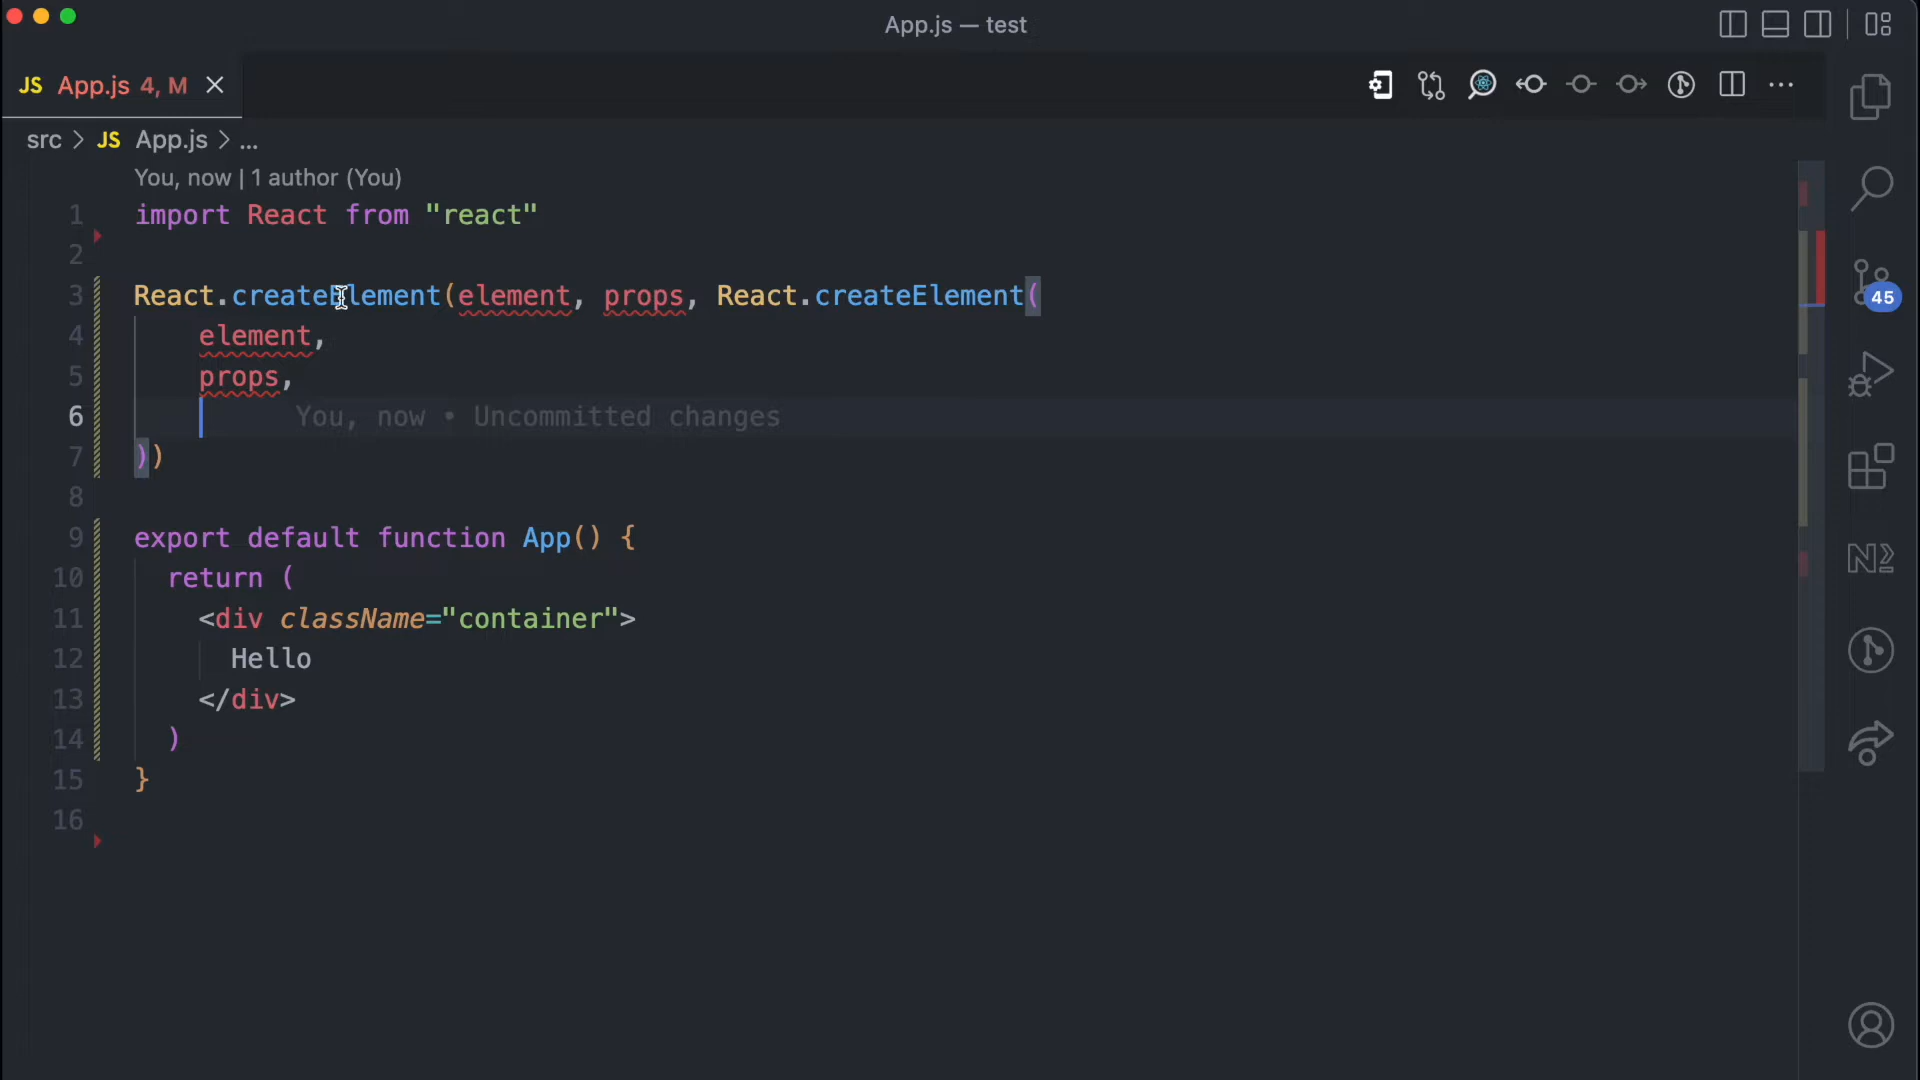 App.js — test
JS App.js 4, M
src > JS App.js > ...
You, now | 1 author (You)
1 import React from "react"
2
3 React.createElement(element, props, React.createElement(
4 element,
5 props,
6 You, now • Uncommitted changes
7 ))
8
9 export default function App() {
10 return (
11 <div className="container">
12 Hello
13 </div>
14 )
15 }
16
45